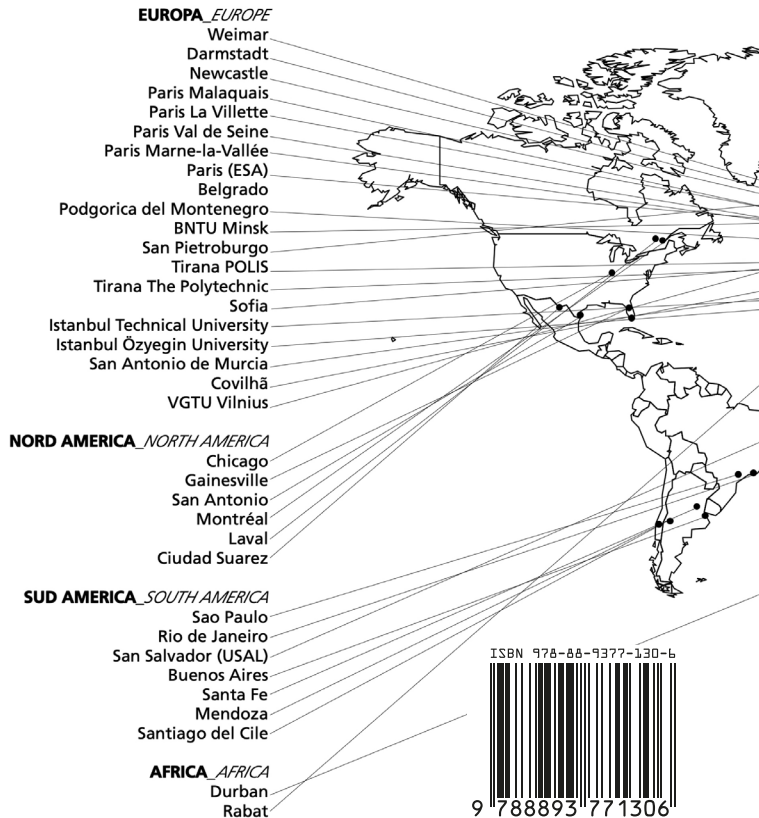 EUROPA_EUROPE
Weimar
Darmstadt
Newcastle
Paris Malaquais
Paris La Villette
Paris Val de Seine
Paris Marne-la-Vallée
Paris (ESA)
Belgrado
Podgorica del Montenegro
BNTU Minsk
San Pietroburgo
Tirana POLIS
Tirana The Polytechnic
Sofia
Istanbul Technical University
Istanbul Özyegin University
San Antonio de Murcia
Covilhã
VGTU Vilnius
NORD AMERICA_NORTH AMERICA
Chicago
Gainesville
San Antonio
Montréal
Laval
Ciudad Suarez
SUD AMERICA_SOUTH AMERICA
Sao Paulo
Rio de Janeiro
San Salvador (USAL)
Buenos Aires
Santa Fe
Mendoza
Santiago del Cile
AFRICA_AFRICA
Durban
Rabat
ISBN 978-88-9377-130-6
9 788893 771306